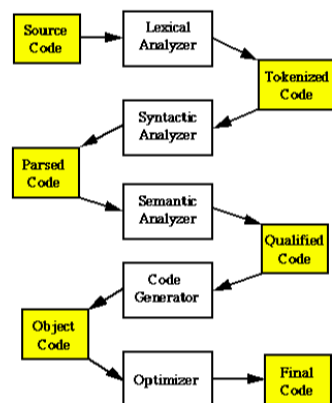 Source
Code
Lexical
Analyzer
Tokenized
Code
Syntactic
Analyzer
Parsed
Code
Semantic
Analyzer
Qualified
Code
Code
Generator
Object
Code
Optimizer
Final
Code